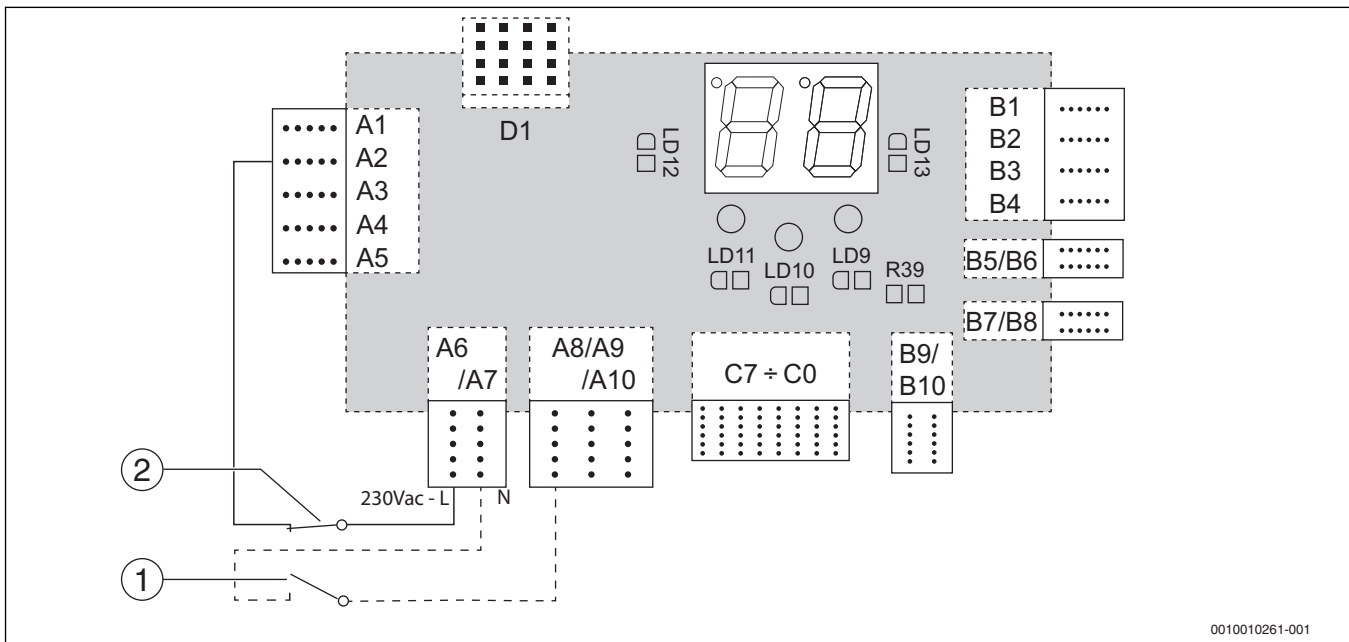 D1
A1
A2
A3
A4
A5
LD12
LD13
B1
B2
B3
B4
LD11
LD10
LD9
R39
B5/B6
B7/B8
A6
/A7
A8/A9
/A10
C7 ÷ C0
B9/
B10
2
230Vac - L
N
1
0010010261-001